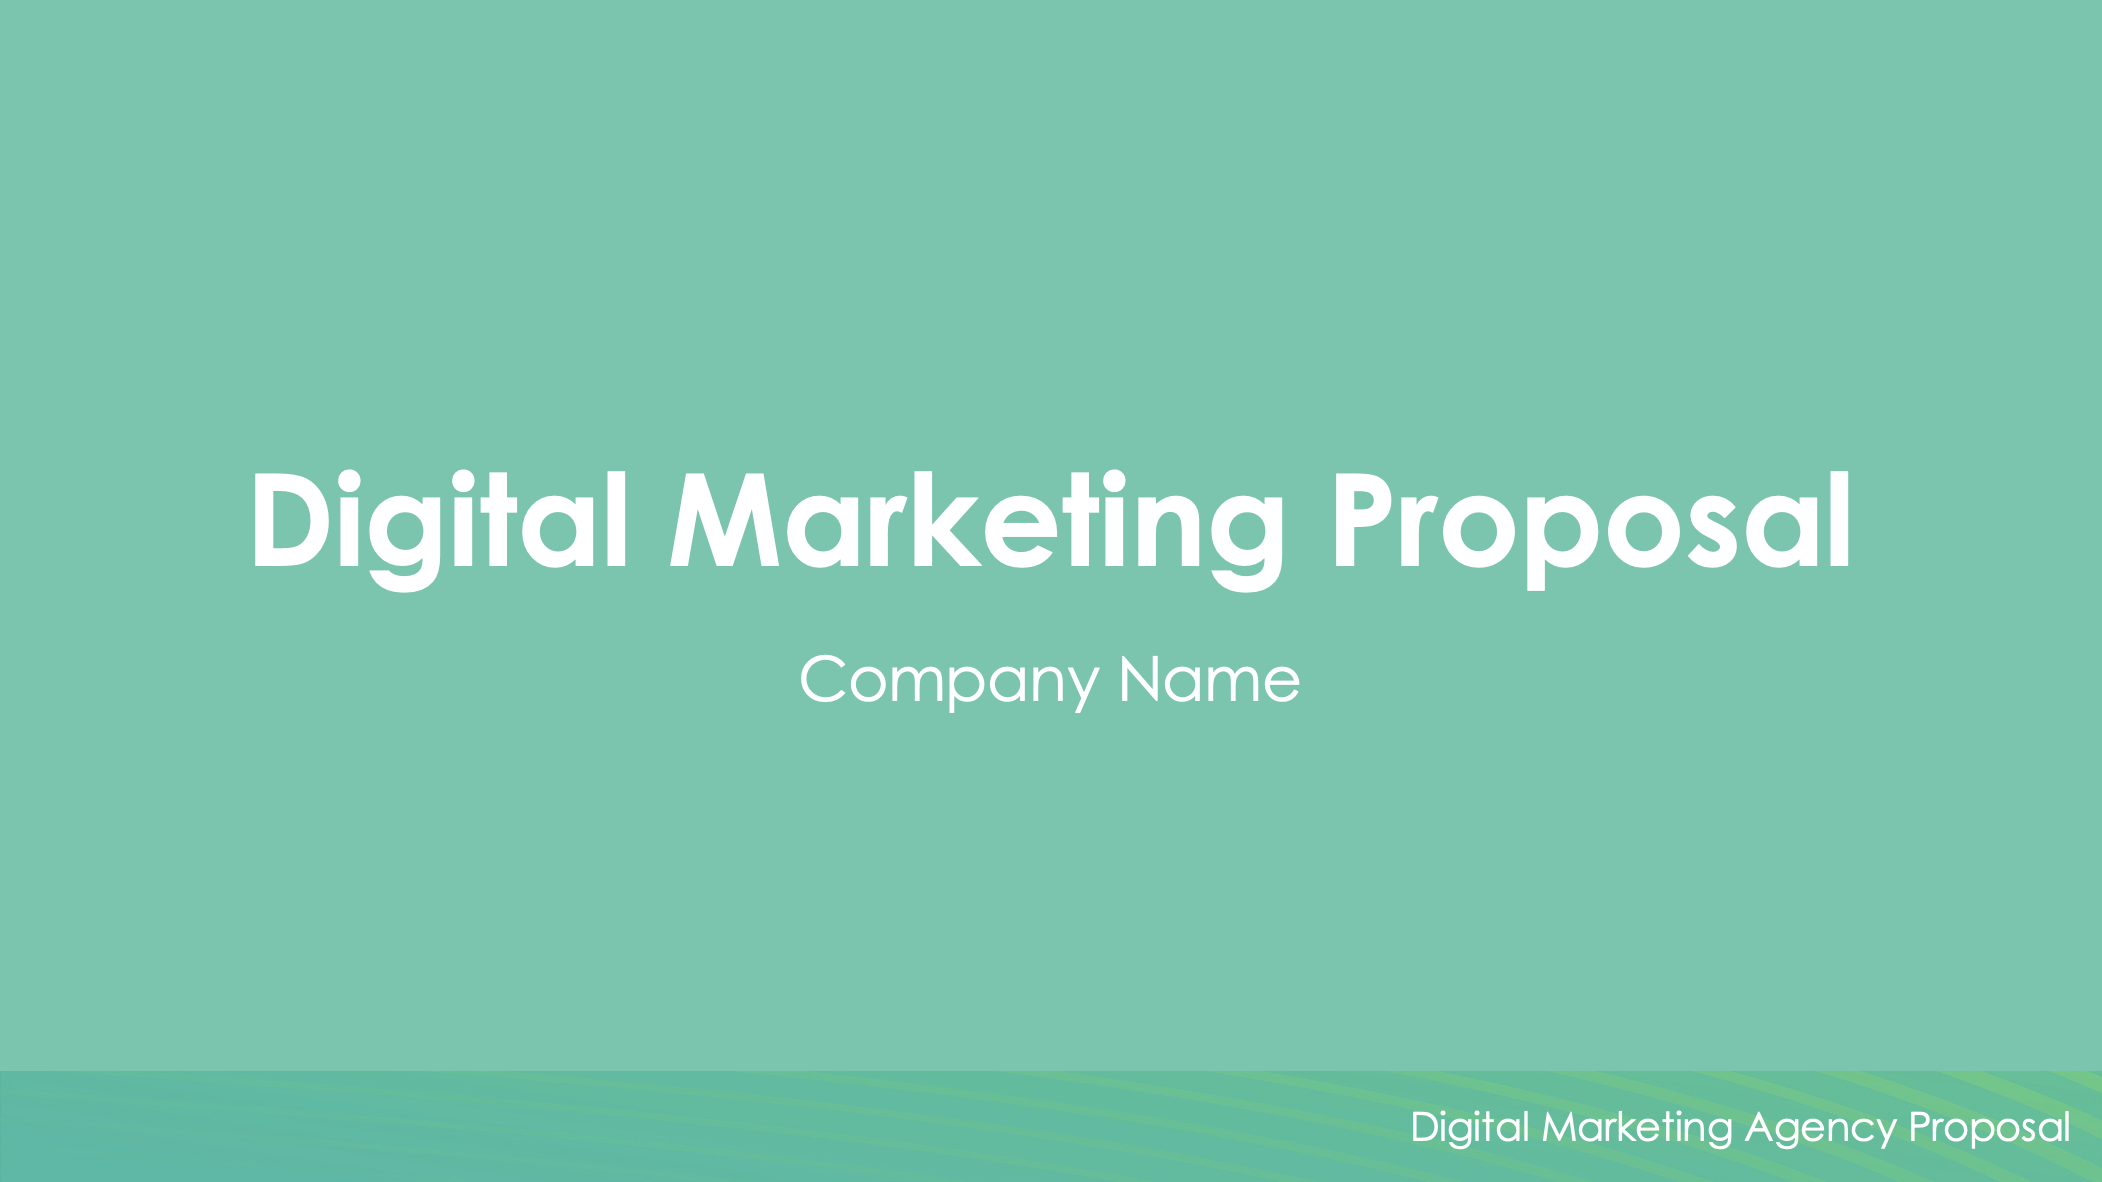 Digital Marketing Proposal
Company Name
Digital Marketing Agency Proposal